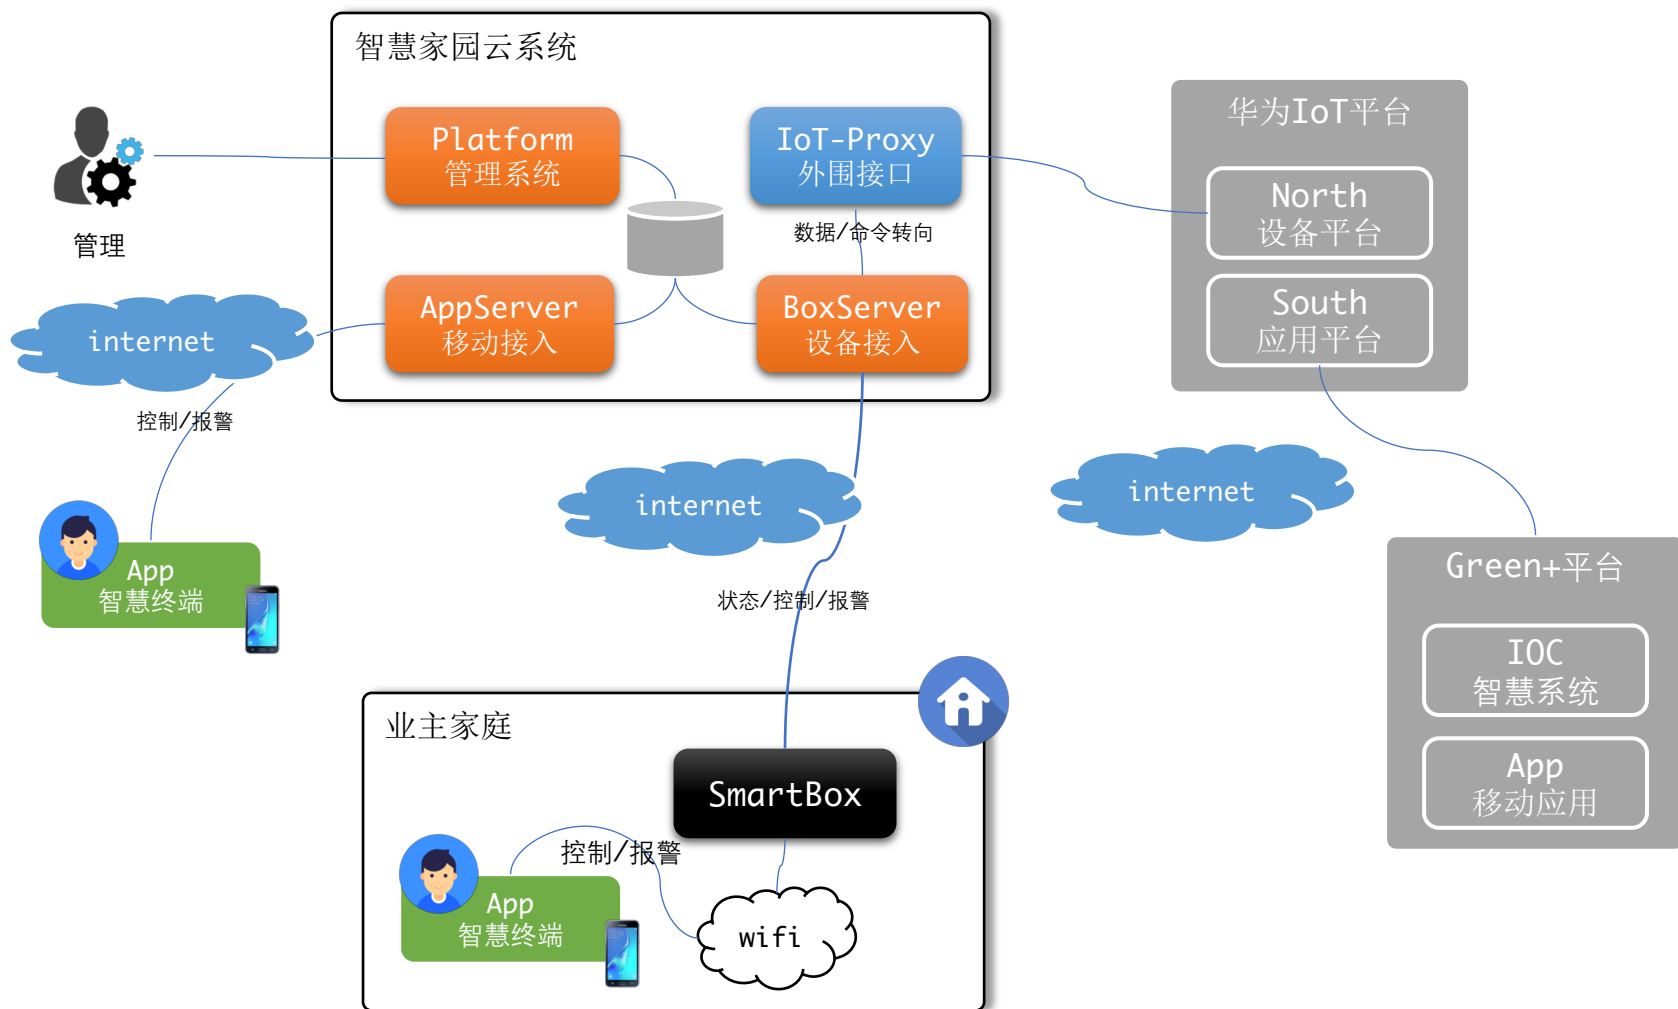 智慧家园云系统
Platform
管理系统
IoT-Proxy
外围接口
数据/命令转向
AppServer
移动接入
BoxServer
设备接入
华为IoT平台
North
设备平台
South
应用平台
管理
internet
控制/报警
App
智慧终端
internet
状态/控制/报警
internet
Green+平台
IOC
智慧系统
App
移动应用
业主家庭
SmartBox
控制/报警
App
智慧终端
wifi